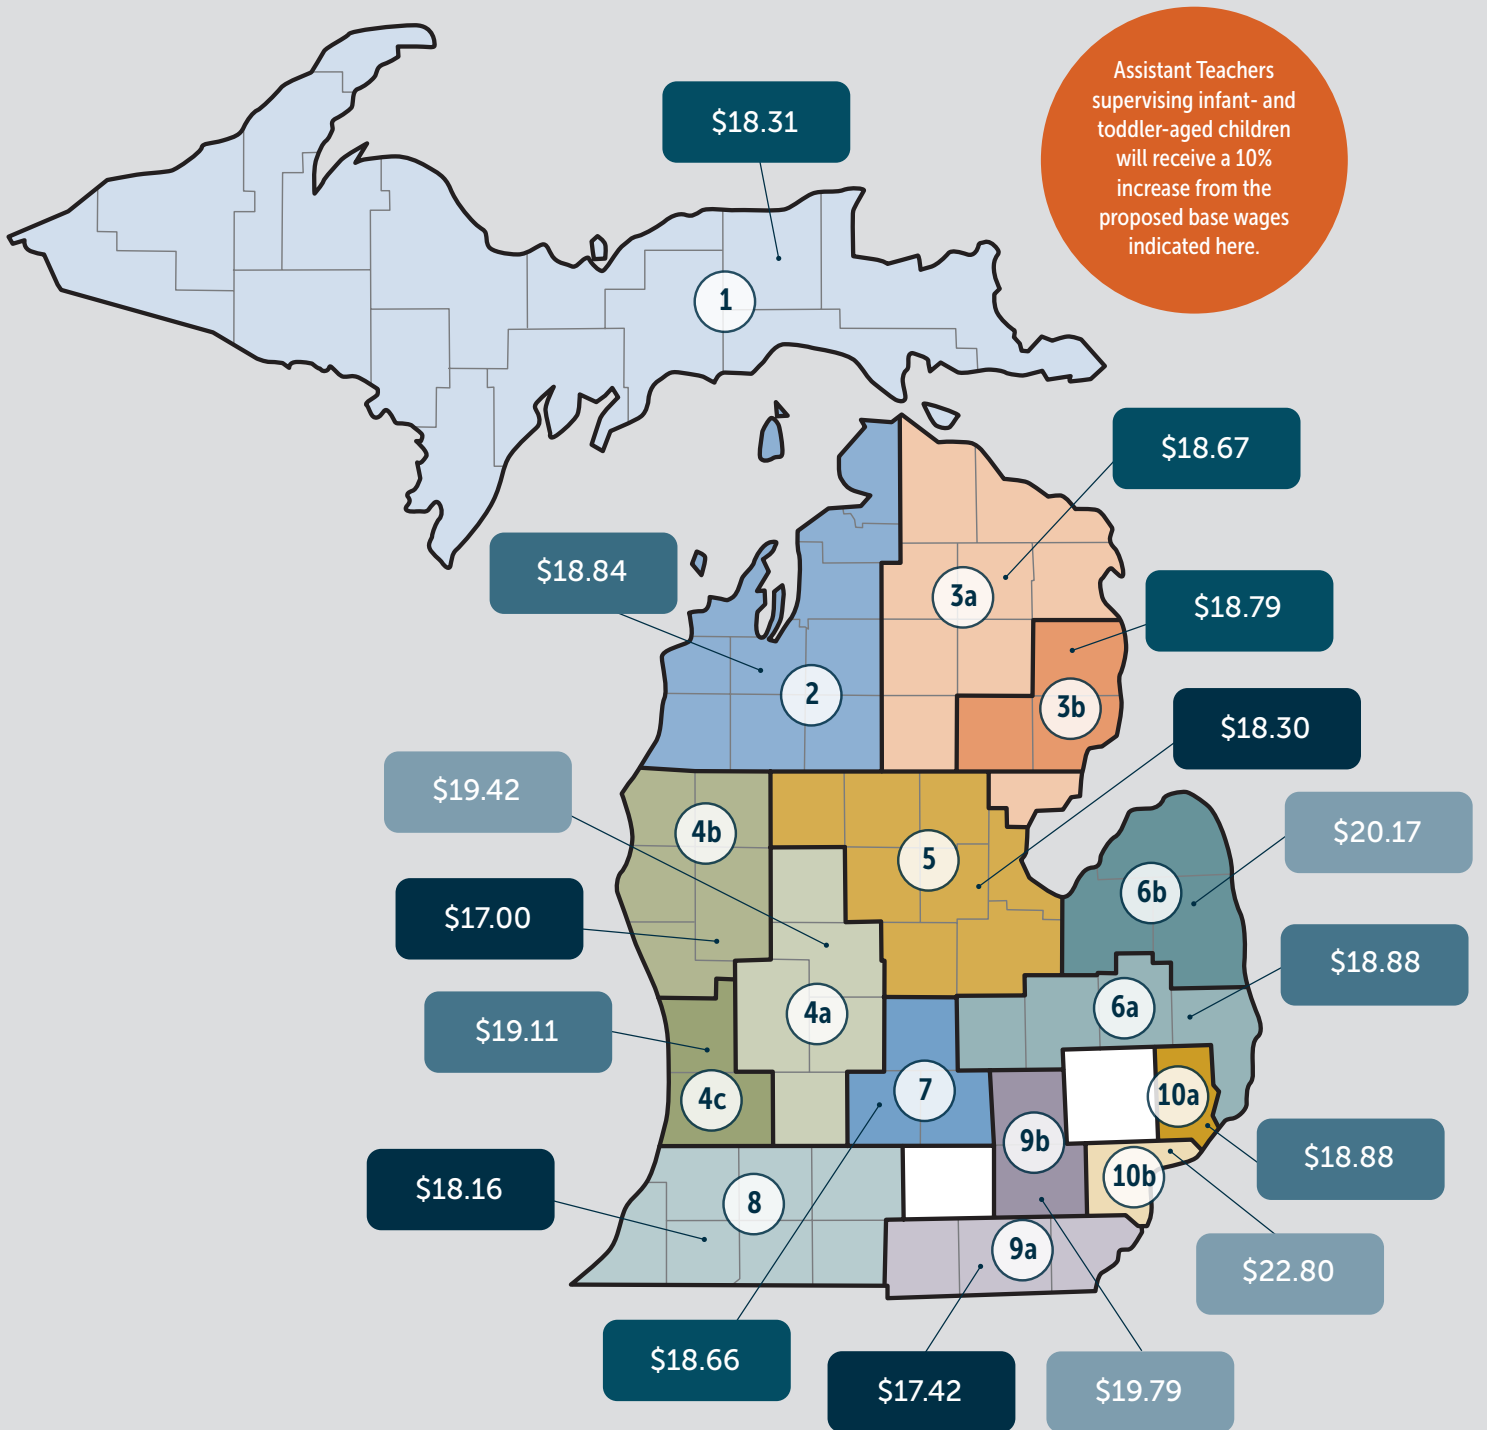 Assistant Teachers
supervising infant- and
toddler-aged children
will receive a 10%
increase from the
proposed base wages
indicated here.
$18.31
1
$18.67
$18.84
3a
$18.79
2
3b
$18.30
$19.42
4b
5
$20.17
6b
$17.00
$18.88
4a
6a
$19.11
4c
7
10a
9b
$18.88
10b
$18.16
8
9a
$22.80
$18.66
$17.42
$19.79